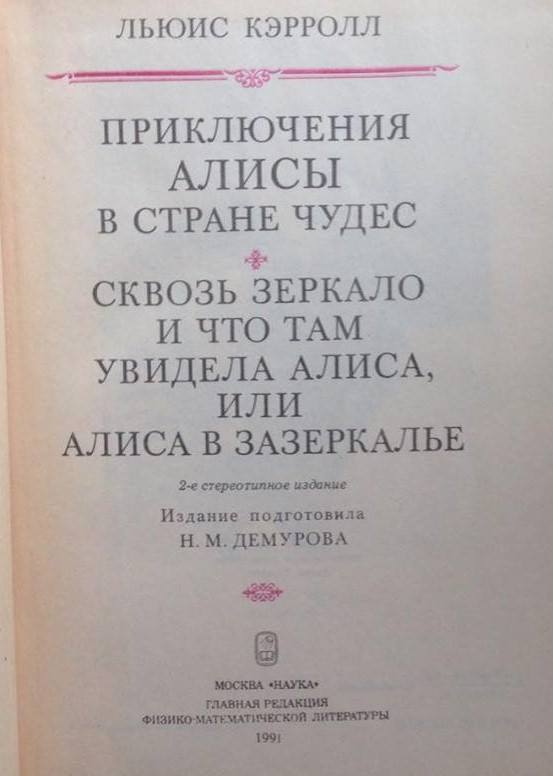 ЛЬЮИС КЭРРОЛЛ
ПРИКЛЮЧЕНИЯ
АЛИСЫ
В СТРАНЕ ЧУДЕС
СКВОЗЬ ЗЕРКАЛО
И ЧТО ТАМ
УВИДЕЛА АЛИСА,
ИЛИ
АЛИСА В ЗАЗЕРКАЛЬЕ
2-е стереотипное издание
Издание подготовила
Н. М. ДЕМУРОВА
МОСКВА «НАУКА»
ГЛАВНАЯ РЕДАКЦИЯ
ФИЗИКО-МАТЕМАТИЧЕСКОЙ ЛИТЕРАТУРЫ
1991